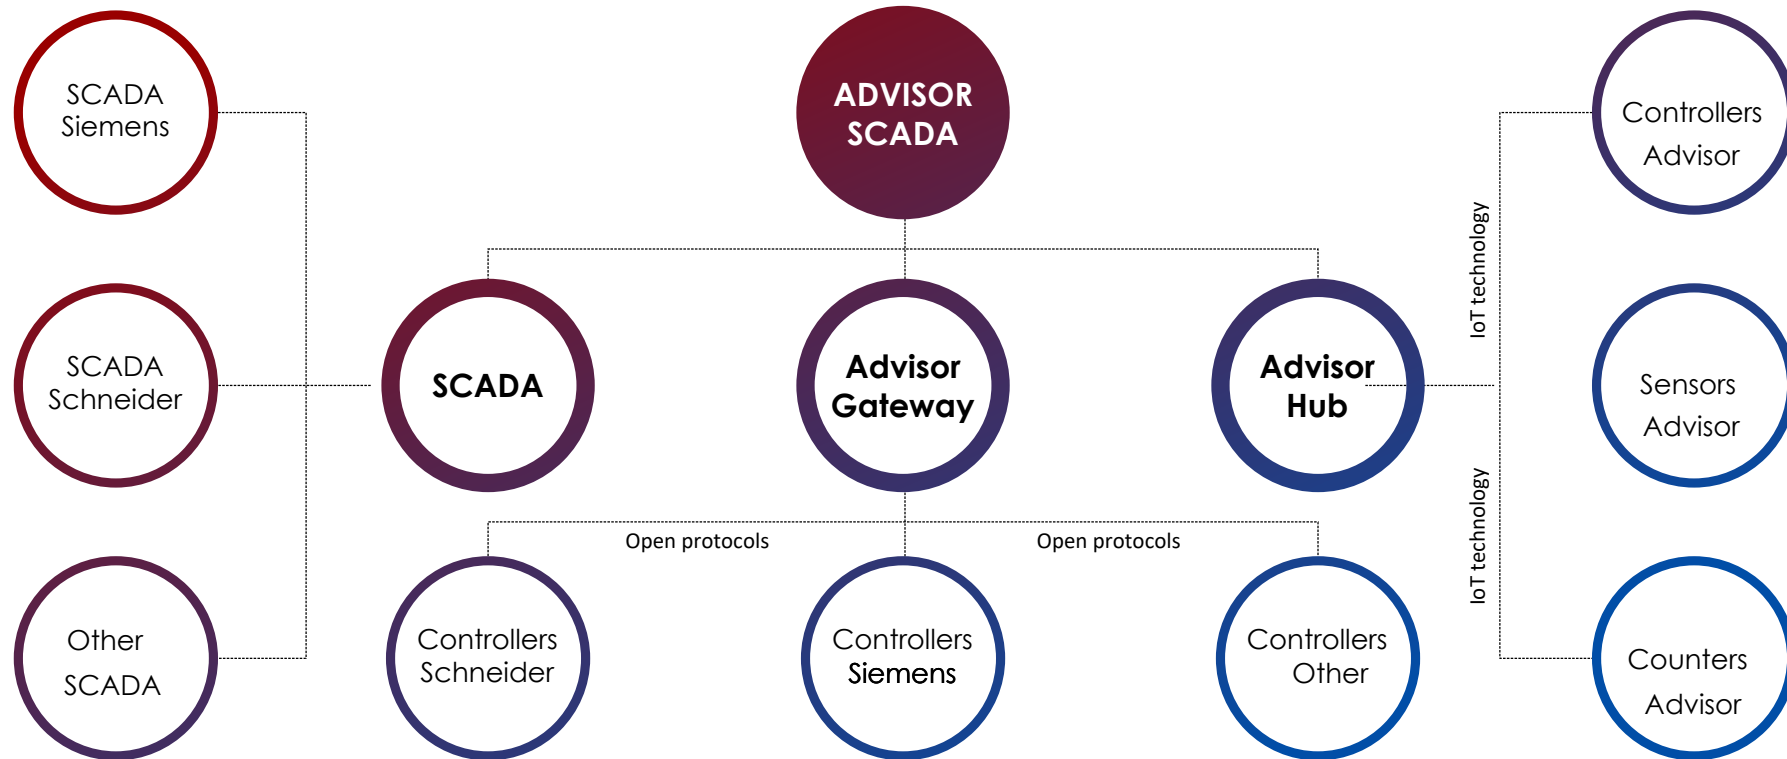 SCADA
Siemens
ADVISOR
SCADA
Controllers
Advisor
IoT technology
SCADA
Schneider
SCADA
Advisor
Gateway
Advisor
Hub
Sensors
Advisor
IoT technology
Open protocols
Open protocols
Other
SCADA
Controllers
Schneider
Controllers
Siemens
Controllers
Other
Counters
Advisor